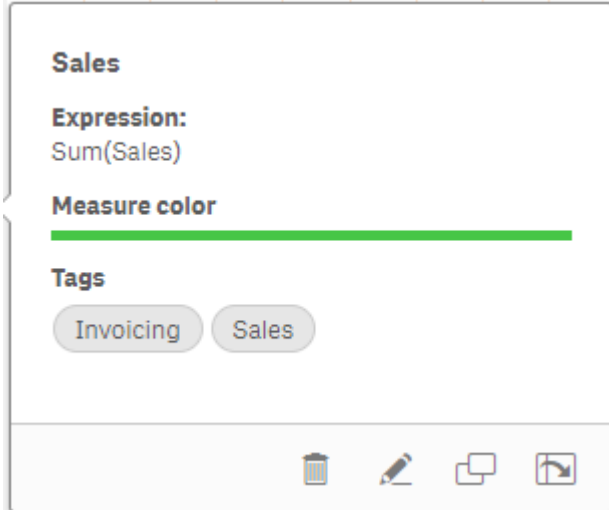 Sales
Expression:
Sum(Sales)
Measure color
Tags
Invoicing Sales